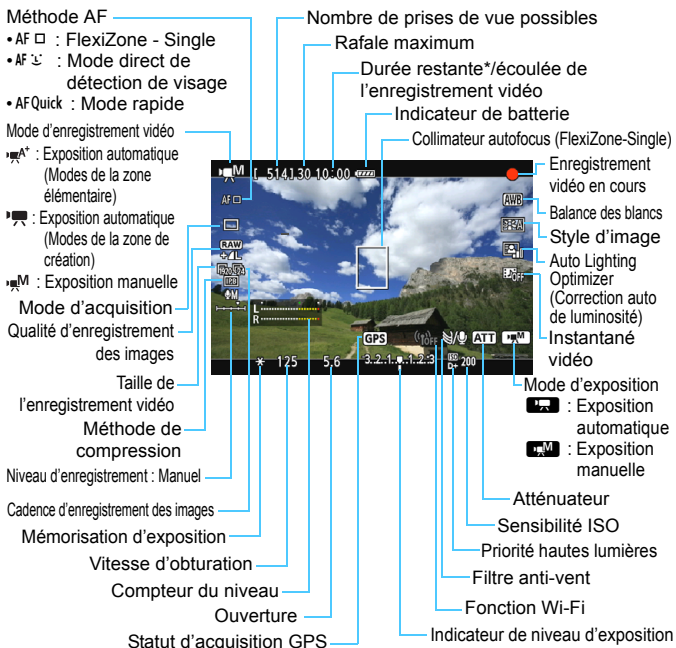 Méthode AF
• AF □ : FlexiZone - Single
• AF : Mode direct de
détection de visage
• AF Quick : Mode rapide
Mode d'enregistrement vidéo
A+ : Exposition automatique
(Modes de la zone
élémentaire)
: Exposition automatique
(Modes de la zone de
création)
M : Exposition manuelle
Mode d'acquisition
Qualité d'enregistrement
des images
Taille de
l'enregistrement vidéo
Méthode de
compression
Niveau d'enregistrement : Manuel
Cadence d'enregistrement des images
Mémorisation d'exposition
Vitesse d'obturation
Compteur du niveau
Ouverture
Statut d'acquisition GPS
Nombre de prises de vue possibles
Rafale maximum
Durée restante*/écoulée de
l'enregistrement vidéo
Indicateur de batterie
Collimateur autofocus (FlexiZone-Single)
M [ 514] 30 10:00
AF □
RAW
+ L
1920 24
IPB
M
L
R
AWB
OFF
GPS
OFF
ATT
M
* 125 5.6 3..2..1..▮..1..2..3 ISO D+ 200
Enregistrement
vidéo en cours
Balance des blancs
Style d'image
Auto Lighting
Optimizer
(Correction auto
de luminosité)
Instantané
vidéo
Mode d'exposition
: Exposition
automatique
M : Exposition
manuelle
Atténuateur
Sensibilité ISO
Priorité hautes lumières
Filtre anti-vent
Fonction Wi-Fi
Indicateur de niveau d'exposition